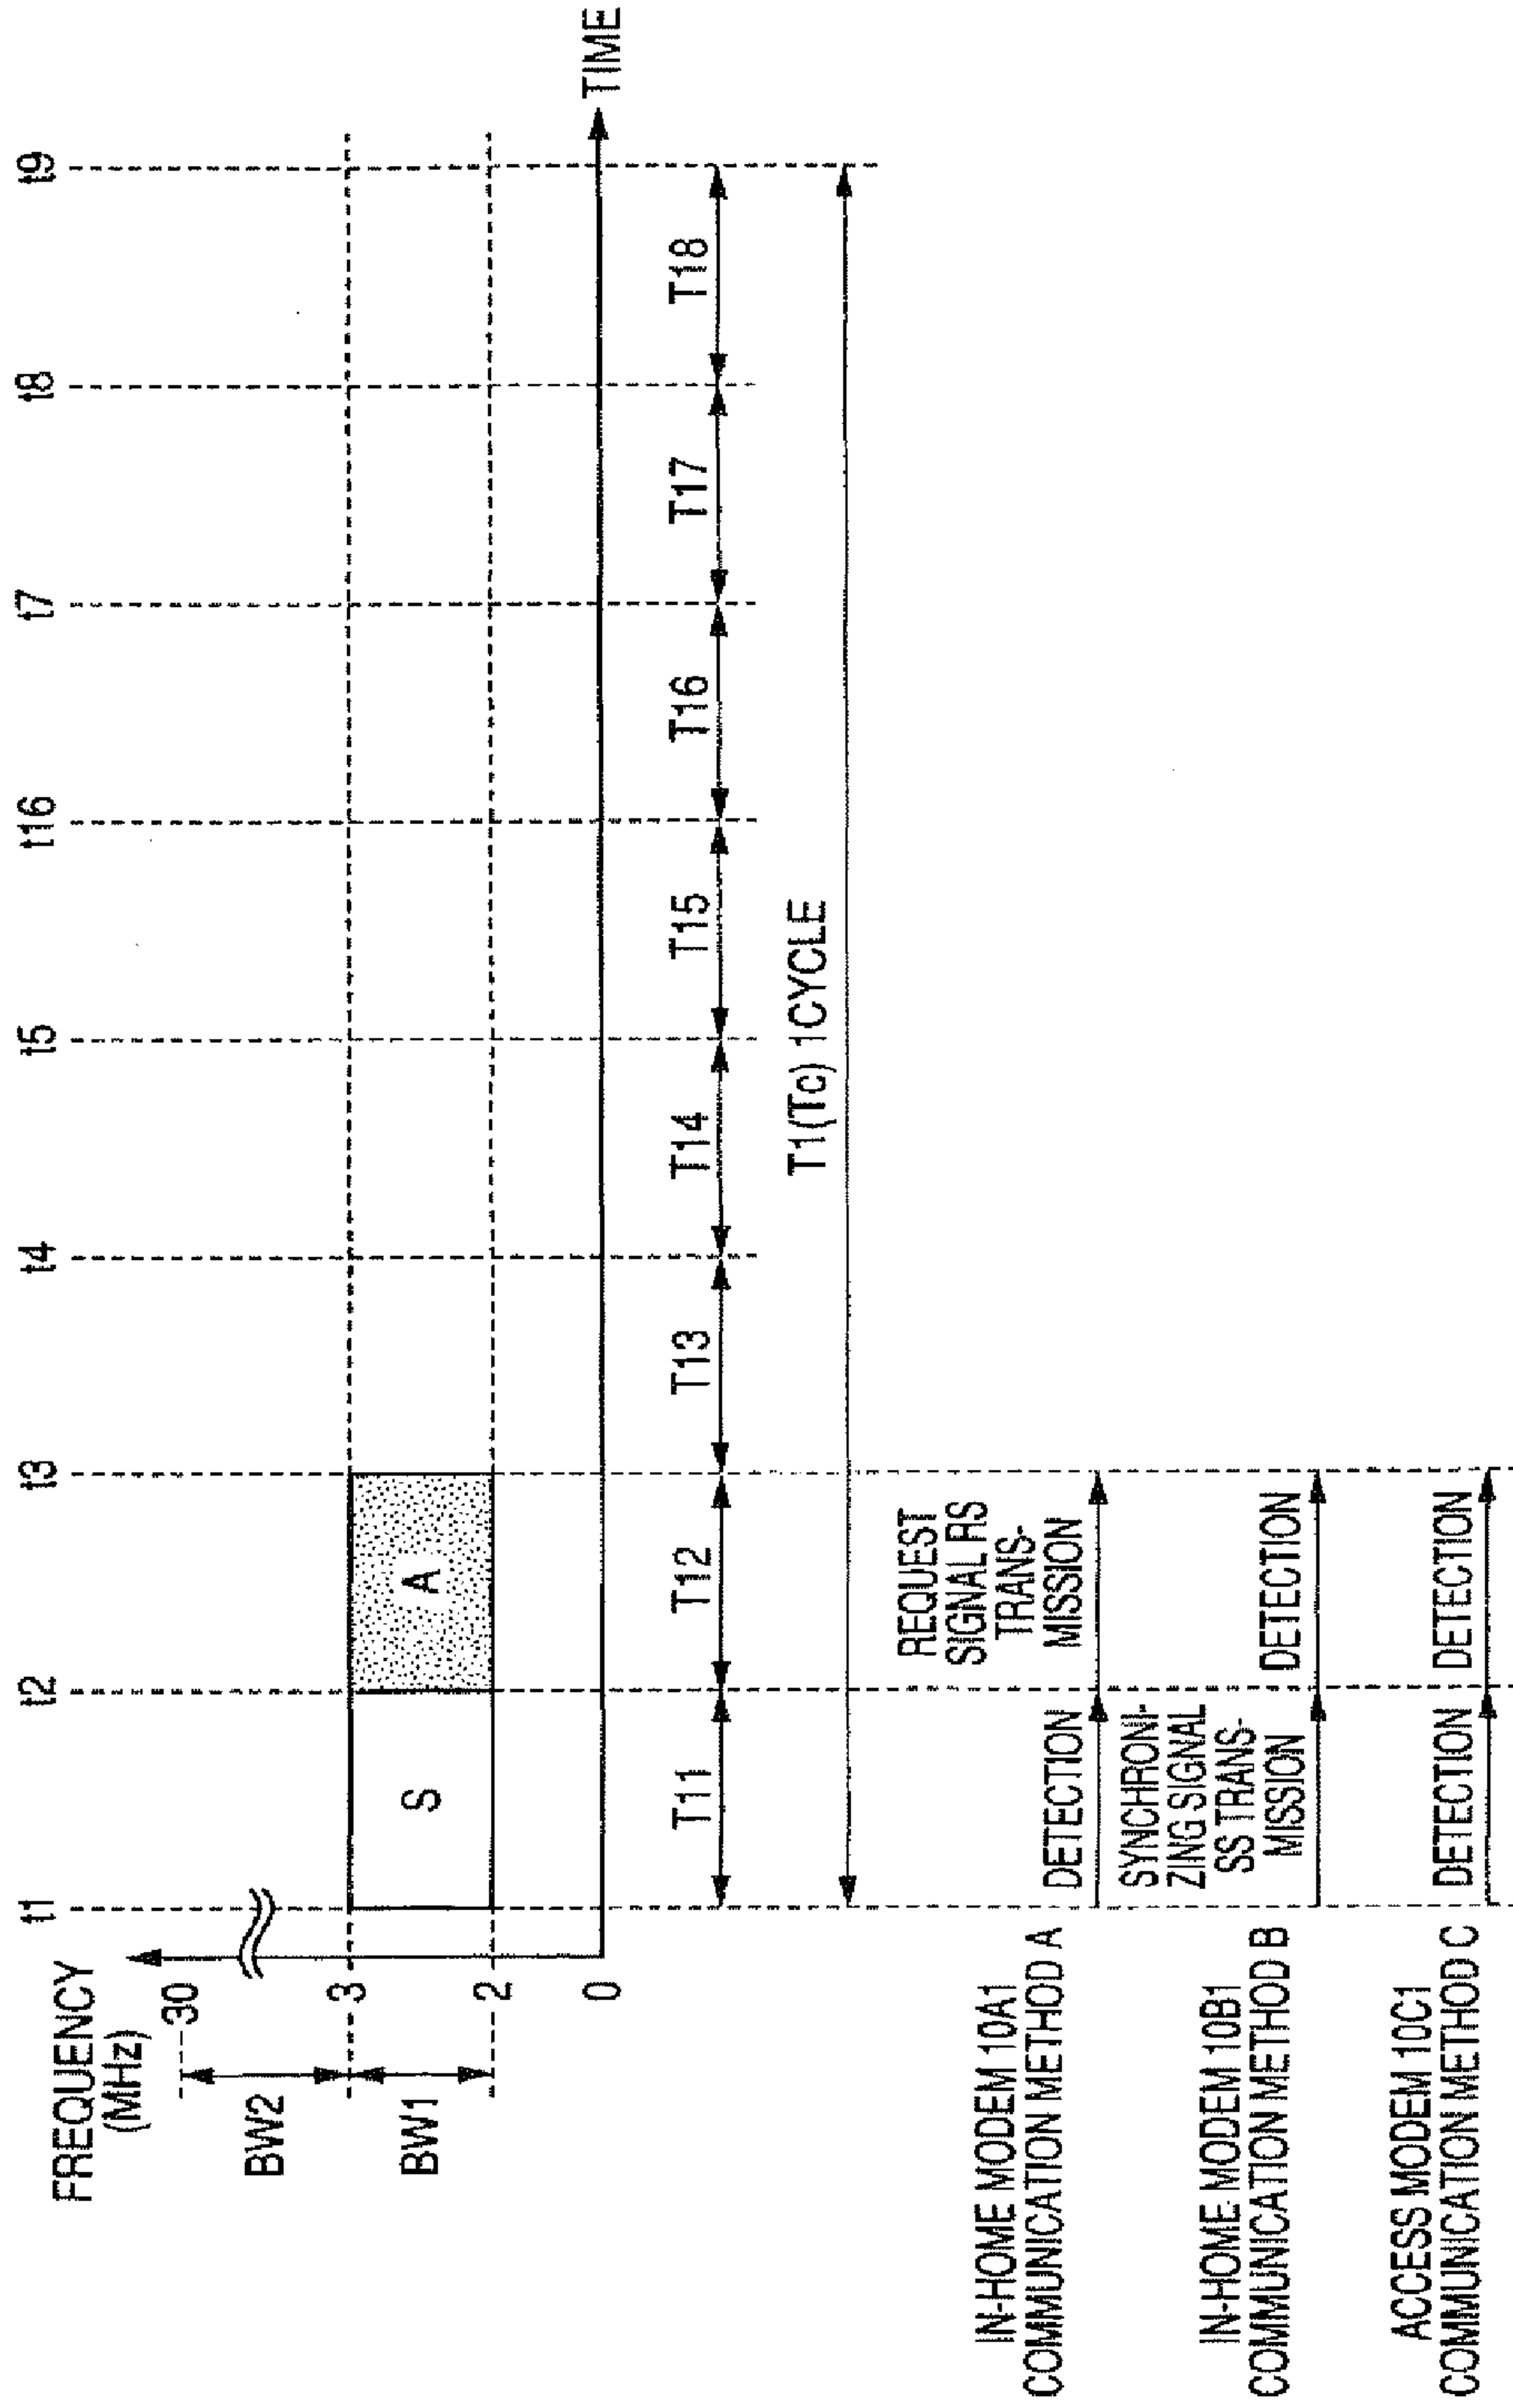 FREQUENCY
(MHz)
30
3
2
0
BW2
BW1
t1
t2
t3
t4
t5
t16
t7
t8
t9
S
A
TIME
T11
T12
T13
T14
T15
T16
T17
T18
T1(Tc) 1CYCLE
IN-HOME MODEM 10A1
COMMUNICATION METHOD A
DETECTION
REQUEST
SIGNAL RS
TRANS-
MISSION
IN-HOME MODEM 10B1
COMMUNICATION METHOD B
SYNCHRONI-
ZING SIGNAL
SS TRANS-
MISSION
DETECTION
ACCESS MODEM 10C1
COMMUNICATION METHOD C
DETECTION
DETECTION